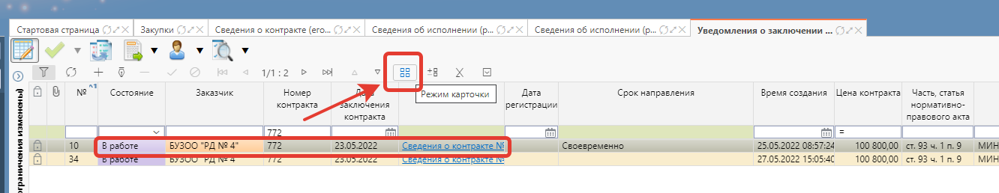 Стартовая страница Закупки Сведения о контракте (его... Сведения об исполнении (р... Сведения об исполнении (р... Уведомления о заключении ...
1/1 : 2
Режим карточки
№ ^1 Состояние Заказчик Номер контракта Дата заключения контракта Дата регистрации Срок направления Время создания Цена контракта Часть, статья нормативно-правового акта
772 =
10 В работе БУЗОО "РД № 4" 772 23.05.2022 Сведения о контракте № Своевременно 25.05.2022 08:57:24 100 800,00 ст. 93 ч. 1 п. 9 МИН
34 В работе БУЗОО "РД № 4" 772 23.05.2022 Сведения о контракте № 27.05.2022 15:05:40 100 800,00 ст. 93 ч. 1 п. 9 МИН
ограничения изменены)